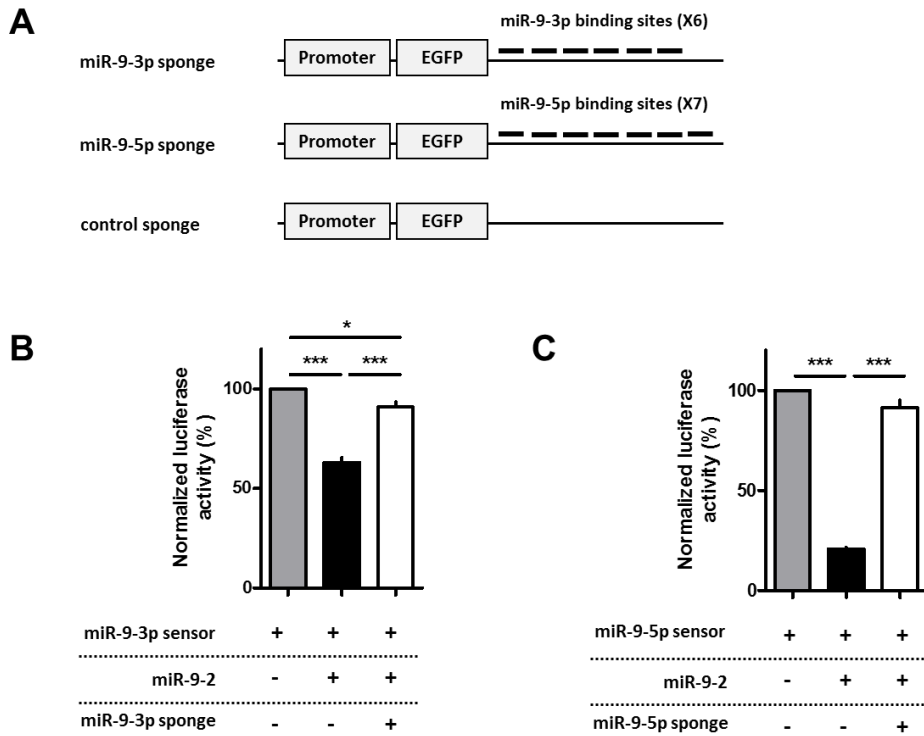 A
miR-9-3p binding sites (X6)
miR-9-3p sponge Promoter EGFP
miR-9-5p binding sites (X7)
miR-9-5p sponge Promoter EGFP
control sponge Promoter EGFP
B
*
*** ***
Normalized luciferase
activity (% )
100
50
0
miR-9-3p sensor + + +
miR-9-2 - + +
miR-9-3p sponge - - +
C
*** ***
Normalized luciferase
activity (% )
100
50
0
miR-9-5p sensor + + +
miR-9-2 - + +
miR-9-5p sponge - - +